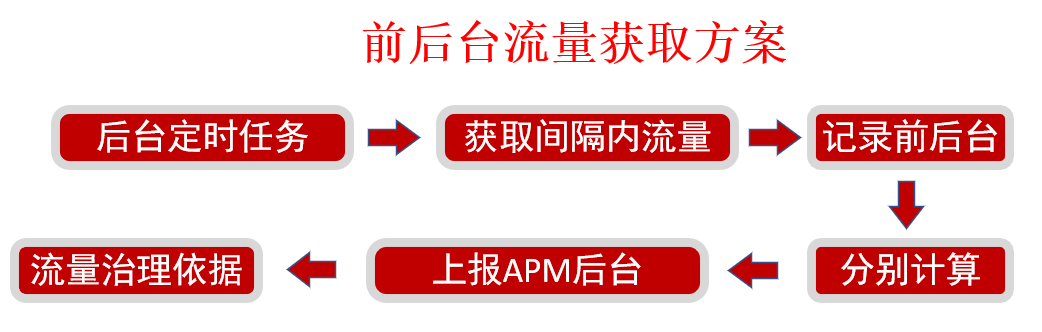 前后台流量获取方案
后台定时任务
获取间隔内流量
记录前后台
分别计算
上报APM后台
流量治理依据